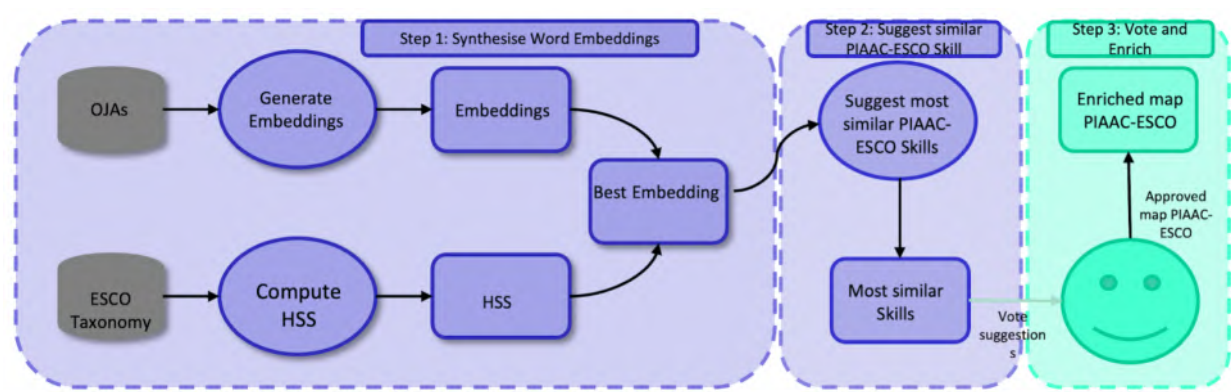 Step 1: Synthesise Word Embeddings
Step 2: Suggest similar
PIAAC-ESCO Skill
Step 3: Vote and
Enrich
OJAs
Generate
Embeddings
Embeddings
Suggest most
similar PIAAC-
ESCO Skills
Enriched map
PIAAC-ESCO
Best Embedding
Approved
map PIAAC-
ESCO
ESCO
Taxonomy
Compute
HSS
HSS
Most similar
Skills
Vote
suggestion
s